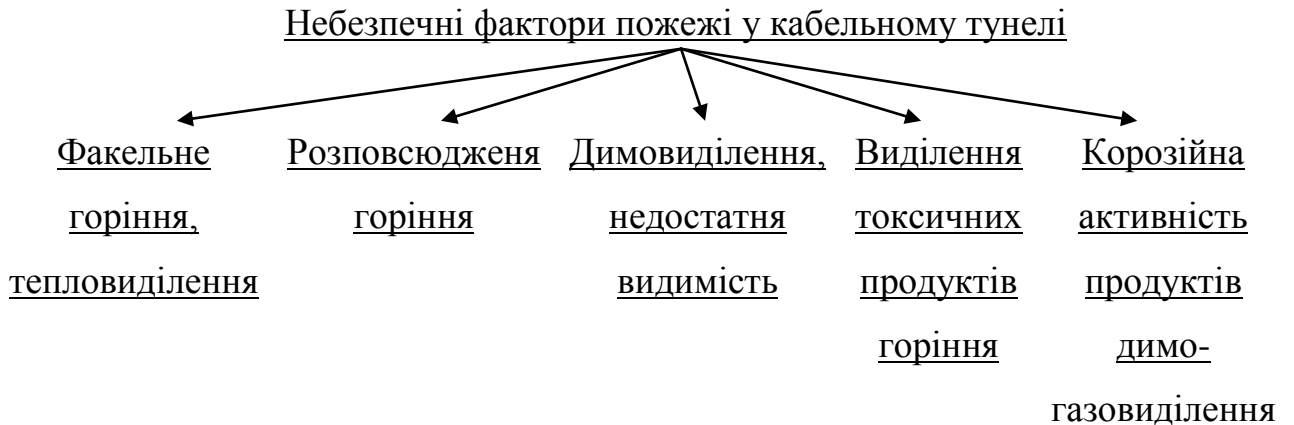 Небезпечні фактори пожежі у кабельному тунелі
Факельне
горіння,
тепловиділення
Розповсюдженя
горіння
Димовиділення,
недостатня
видимість
Виділення
токсичних
продуктів
горіння
Корозійна
активність
продуктів
димо-
газовиділення